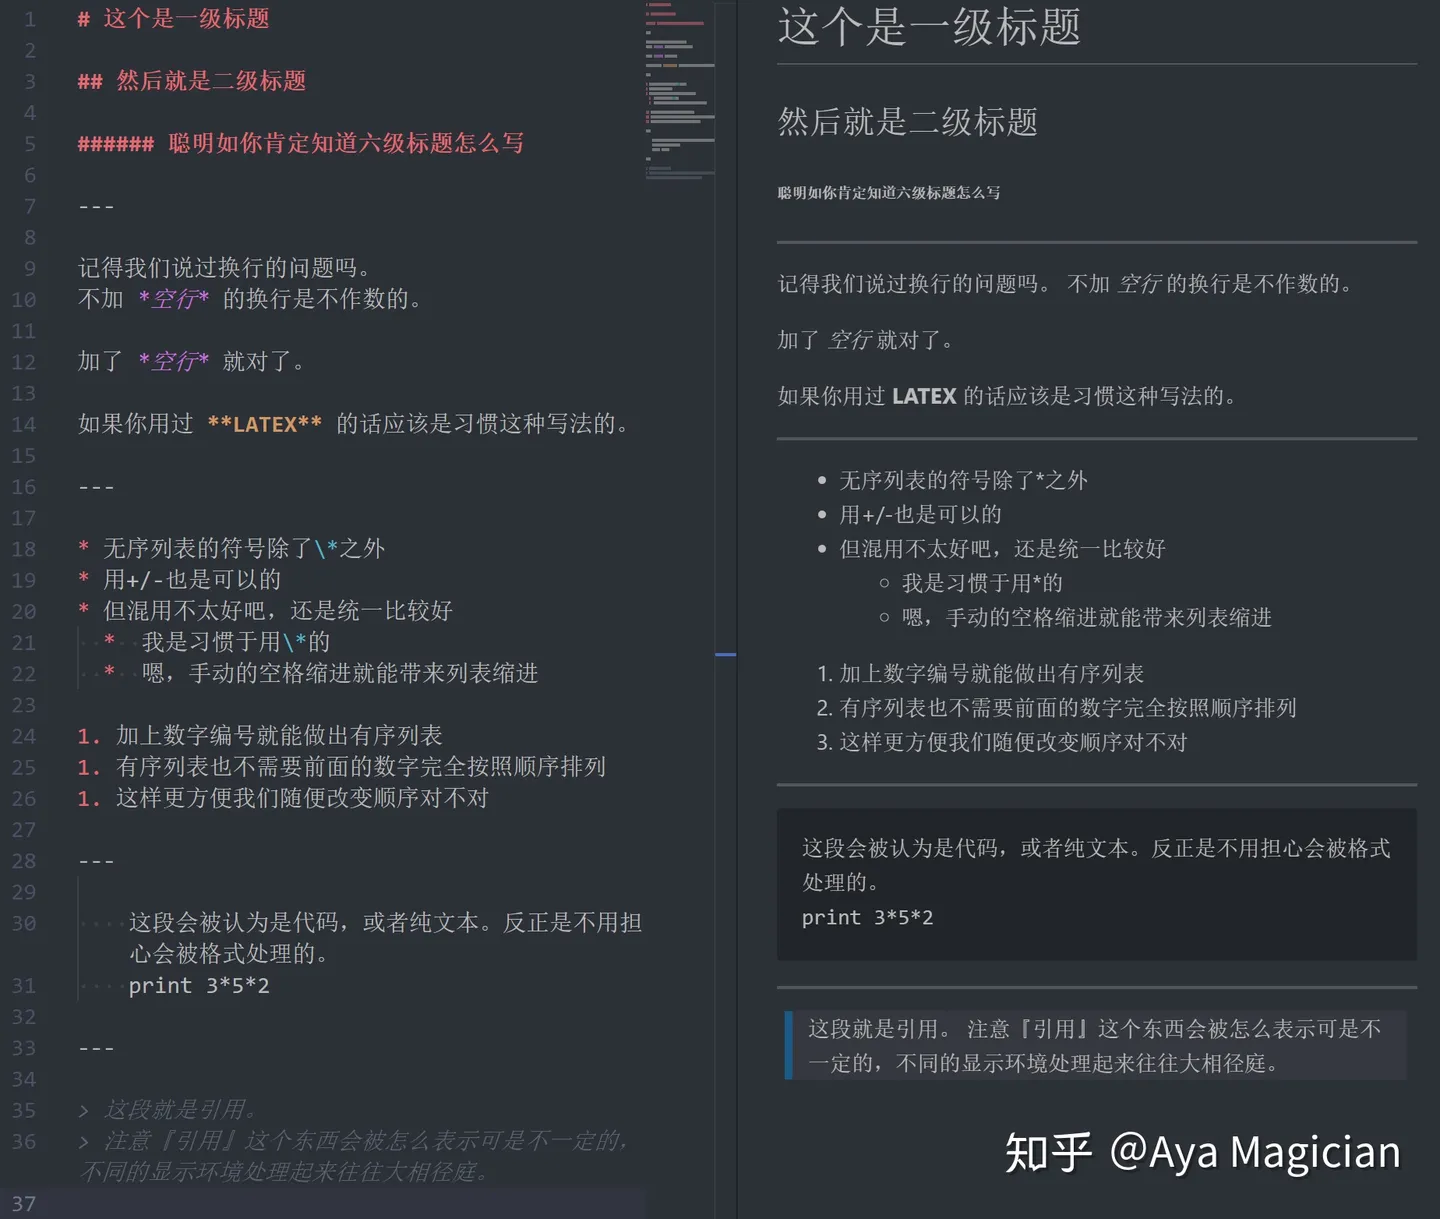 1 # 这个是一级标题
2
3 ## 然后就是二级标题
4
5 ###### 聪明如你肯定知道六级标题怎么写
6
7 ---
8
9 记得我们说过换行的问题吗。
10 不加 *空行* 的换行是不作数的。
11
12 加了 *空行* 就对了。
13
14 如果你用过 **LATEX** 的话应该是习惯这种写法的。
15
16 ---
17
18 * 无序列表的符号除了\*之外
19 * 用+/-也是可以的
20 * 但混用不太好吧，还是统一比较好
21 * 我是习惯于用\*的
22 * 嗯，手动的空格缩进就能带来列表缩进
23
24 1. 加上数字编号就能做出有序列表
25 1. 有序列表也不需要前面的数字完全按照顺序排列
26 1. 这样更方便我们随便改变顺序对不对
27
28 ---
29
30 这段会被认为是代码，或者纯文本。反正是不用担
心会被格式处理的。
31 print 3*5*2
32
33 ---
34
35 > 这段就是引用。
36 > 注意『引用』这个东西会被怎么表示可是不一定的，
不同的显示环境处理起来往往大相径庭。
37
这个是一级标题
然后就是二级标题
聪明如你肯定知道六级标题怎么写
记得我们说过换行的问题吗。 不加 空行 的换行是不作数的。
加了 空行 就对了。
如果你用过 LATEX 的话应该是习惯这种写法的。
• 无序列表的符号除了*之外
• 用+/-也是可以的
• 但混用不太好吧，还是统一比较好
◦ 我是习惯于用*的
◦ 嗯，手动的空格缩进就能带来列表缩进
1. 加上数字编号就能做出有序列表
2. 有序列表也不需要前面的数字完全按照顺序排列
3. 这样更方便我们随便改变顺序对不对
这段会被认为是代码，或者纯文本。反正是不用担心会被格式
处理的。
print 3*5*2
这段就是引用。 注意『引用』这个东西会被怎么表示可是不
一定的，不同的显示环境处理起来往往大相径庭。
知乎 @Aya Magician